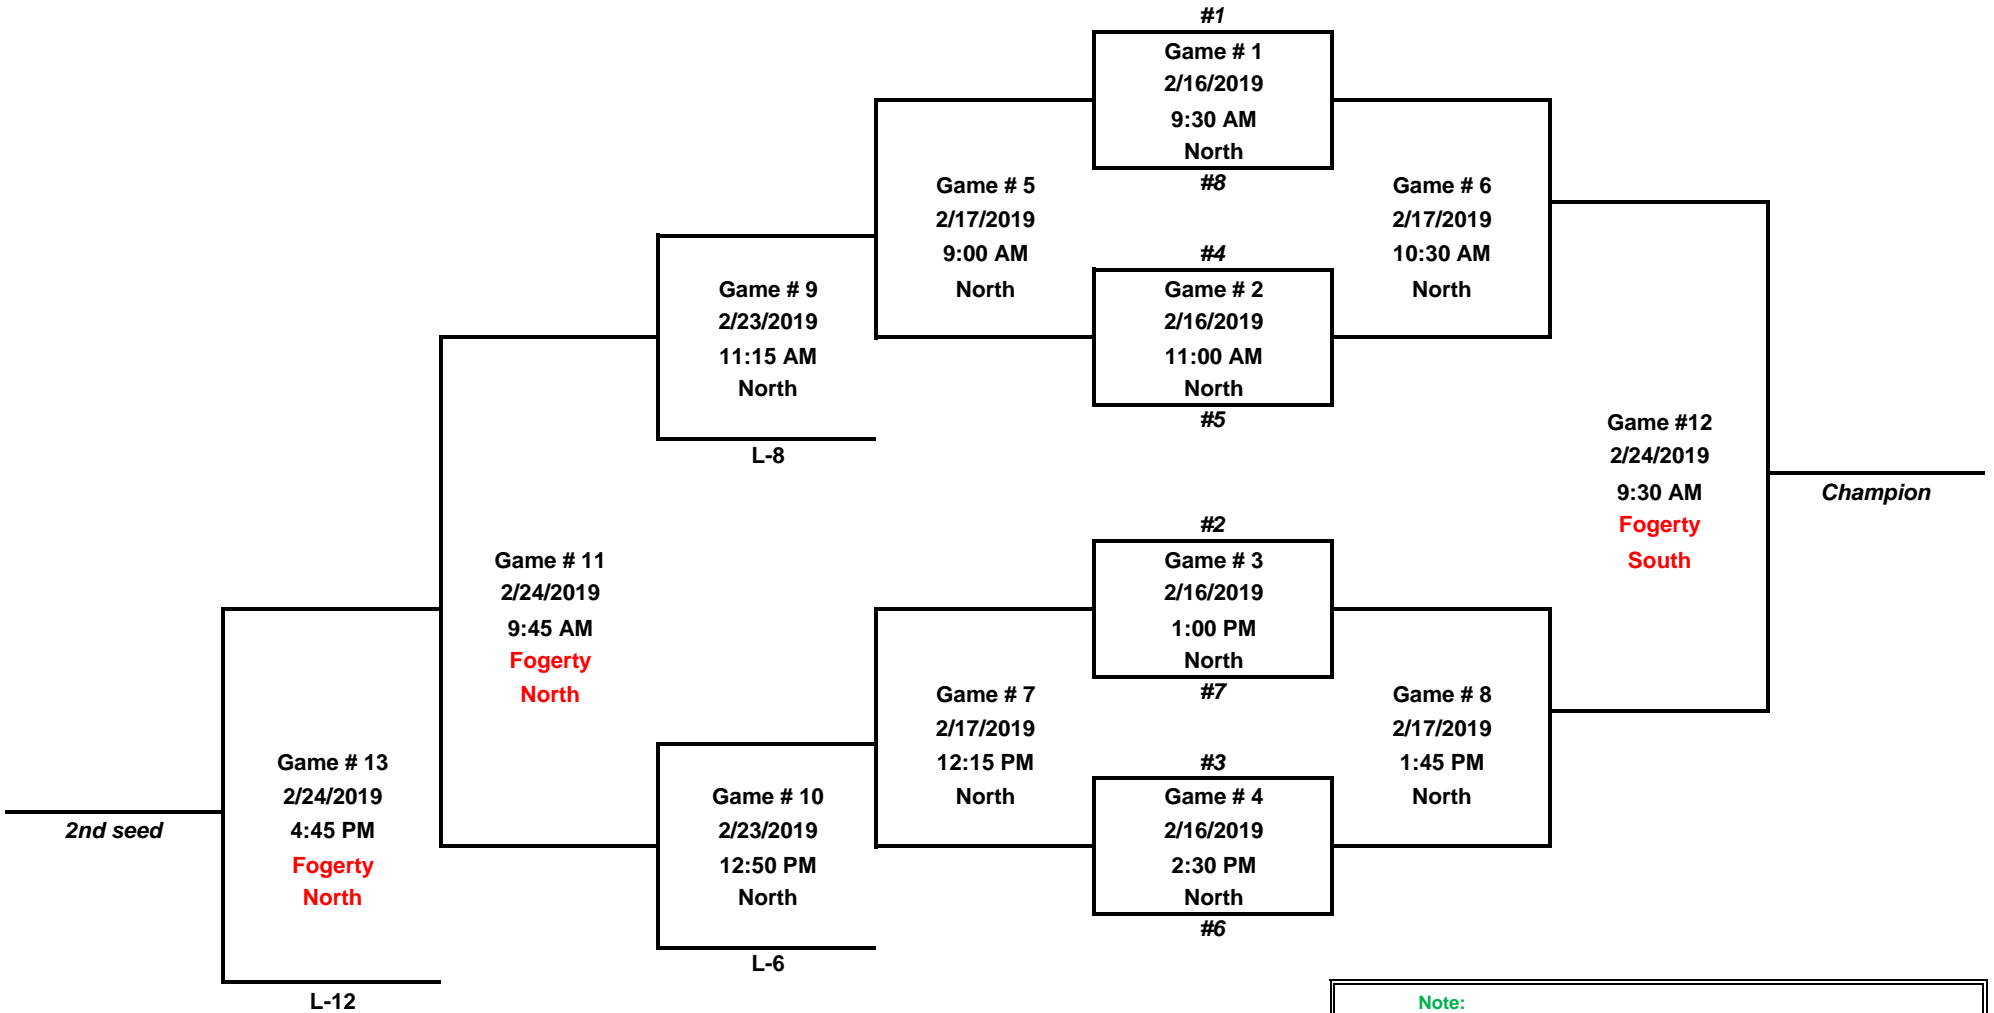 #1
Game # 1
2/16/2019
9:30 AM
North
#8
Game # 5
2/17/2019
9:00 AM
North
Game # 6
2/17/2019
10:30 AM
North
#4
Game # 2
2/16/2019
11:00 AM
North
#5
Game # 9
2/23/2019
11:15 AM
North
L-8
Game #12
2/24/2019
9:30 AM
Fogerty
South
Champion
#2
Game # 3
2/16/2019
1:00 PM
North
#7
Game # 11
2/24/2019
9:45 AM
Fogerty
North
Game # 7
2/17/2019
12:15 PM
North
Game # 8
2/17/2019
1:45 PM
North
#3
Game # 4
2/16/2019
2:30 PM
North
#6
Game # 13
2/24/2019
4:45 PM
Fogerty
North
2nd seed
Game # 10
2/23/2019
12:50 PM
North
L-6
L-12
Note: